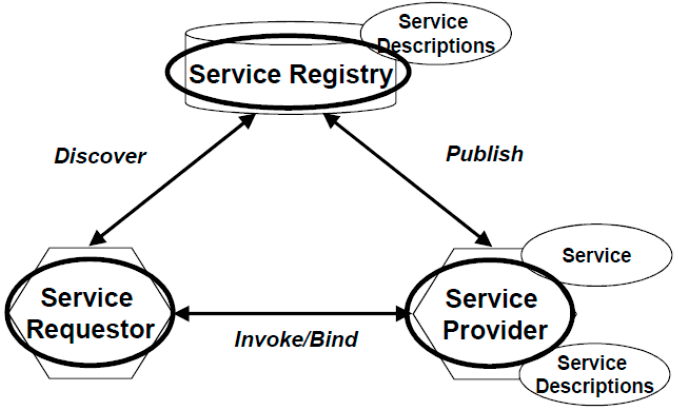 Service
Descriptions
Service Registry
Discover
Publish
Service
Service
Requestor
Service
Provider
Invoke/Bind
Service
Descriptions